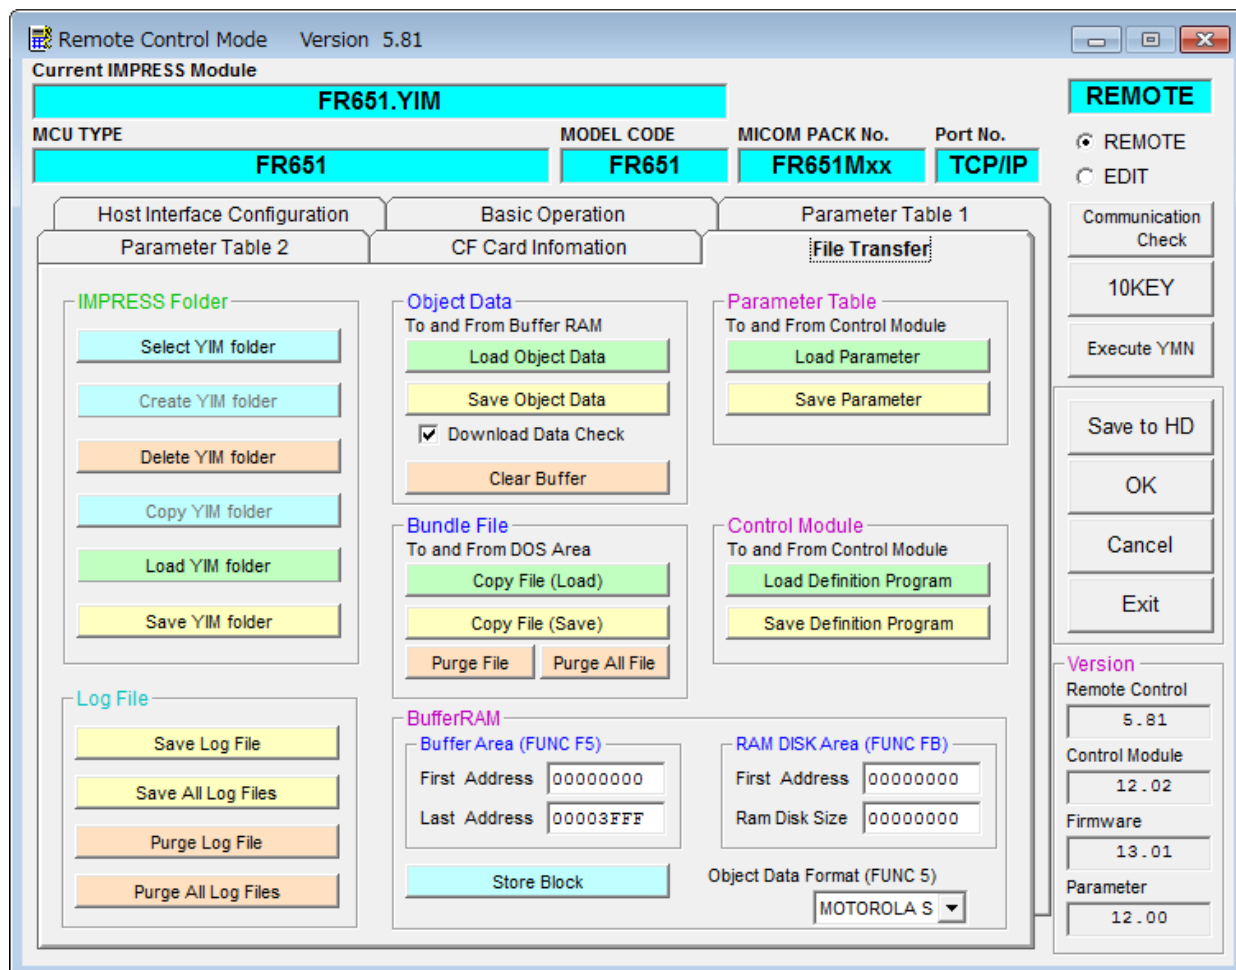 Remote Control Mode Version 5.81
Current IMPRESS Module
FR651.YIM
REMOTE
MCU TYPE
MODEL CODE
MICOM PACK No.
Port No.
FR651
FR651
FR651Mxx
TCP/IP
REMOTE
EDIT
Host Interface Configuration
Basic Operation
Parameter Table 1
Parameter Table 2
CF Card Infomation
File Transfer
Communication
Check
10KEY
Execute YMN
Save to HD
OK
Cancel
Exit
IMPRESS Folder
Select YIM folder
Create YIM folder
Delete YIM folder
Copy YIM folder
Load YIM folder
Save YIM folder
Log File
Save Log File
Save All Log Files
Purge Log File
Purge All Log Files
Object Data
To and From Buffer RAM
Load Object Data
Save Object Data
Download Data Check
Clear Buffer
Bundle File
To and From DOS Area
Copy File (Load)
Copy File (Save)
Purge File
Purge All File
Parameter Table
To and From Control Module
Load Parameter
Save Parameter
Control Module
To and From Control Module
Load Definition Program
Save Definition Program
BufferRAM
Buffer Area (FUNC F5)
First Address 00000000
Last Address 00003FFF
RAM DISK Area (FUNC FB)
First Address 00000000
Ram Disk Size 00000000
Store Block
Object Data Format (FUNC 5)
MOTOROLA S
Version
Remote Control
5.81
Control Module
12.02
Firmware
13.01
Parameter
12.00